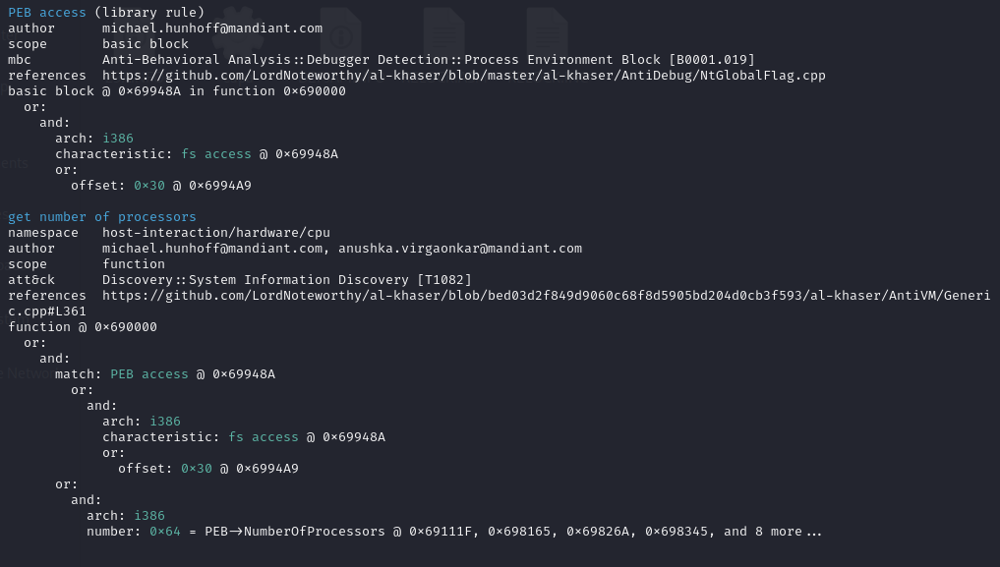 PEB access (library rule)
author michael.hunhoff@mandiant.com
scope basic block
mbc Anti-Behavioral Analysis::Debugger Detection::Process Environment Block [B0001.019]
references https://github.com/LordNoteworthy/al-khaser/blob/master/al-khaser/AntiDebug/NtGlobalFlag.cpp
basic block @ 0×69948A in function 0×690000
or:
and:
arch: i386
characteristic: fs access @ 0×69948A
or:
offset: 0×30 @ 0×6994A9
get number of processors
namespace host-interaction/hardware/cpu
author michael.hunhoff@mandiant.com, anushka.virgaonkar@mandiant.com
scope function
att&ck Discovery::System Information Discovery [T1082]
references https://github.com/LordNoteworthy/al-khaser/blob/bed03d2f849d9060c68f8d5905bd204d0cb3f593/al-khaser/AntiVM/Generi
c.cpp#L361
function @ 0×690000
or:
and:
match: PEB access @ 0×69948A
or:
and:
arch: i386
characteristic: fs access @ 0×69948A
or:
offset: 0×30 @ 0×6994A9
or:
and:
arch: i386
number: 0×64 = PEB→NumberOfProcessors @ 0×69111F, 0×698165, 0×69826A, 0×698345, and 8 more...